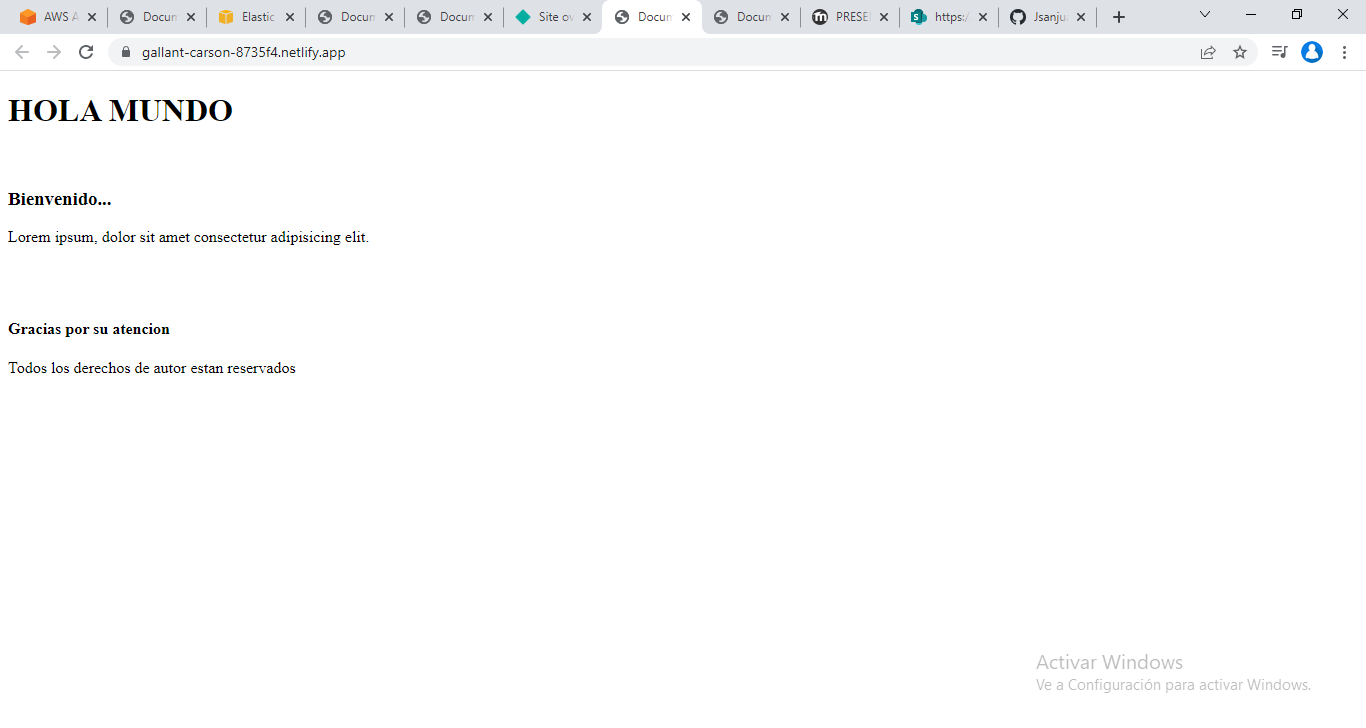 AWS A Docum Elastic Docum Docum Site ov Docum Docum PRESE https:/ Jsanju
gallant-carson-8735f4.netlify.app
HOLA MUNDO
Bienvenido...
Lorem ipsum, dolor sit amet consectetur adipisicing elit.
Gracias por su atencion
Todos los derechos de autor estan reservados
Activar Windows
Ve a Configuración para activar Windows.